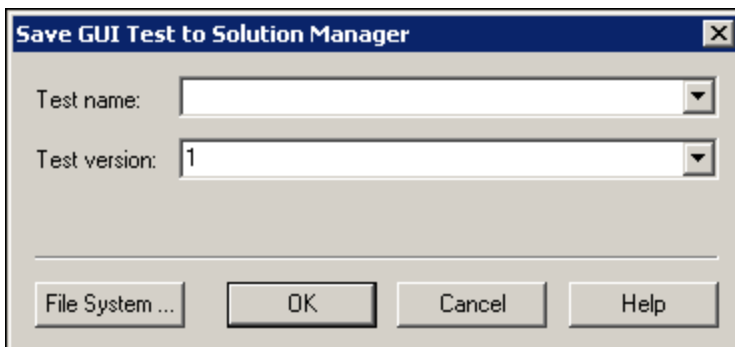 Save GUI Test to Solution Manager
Test name:
Test version: 1
File System ... OK Cancel Help